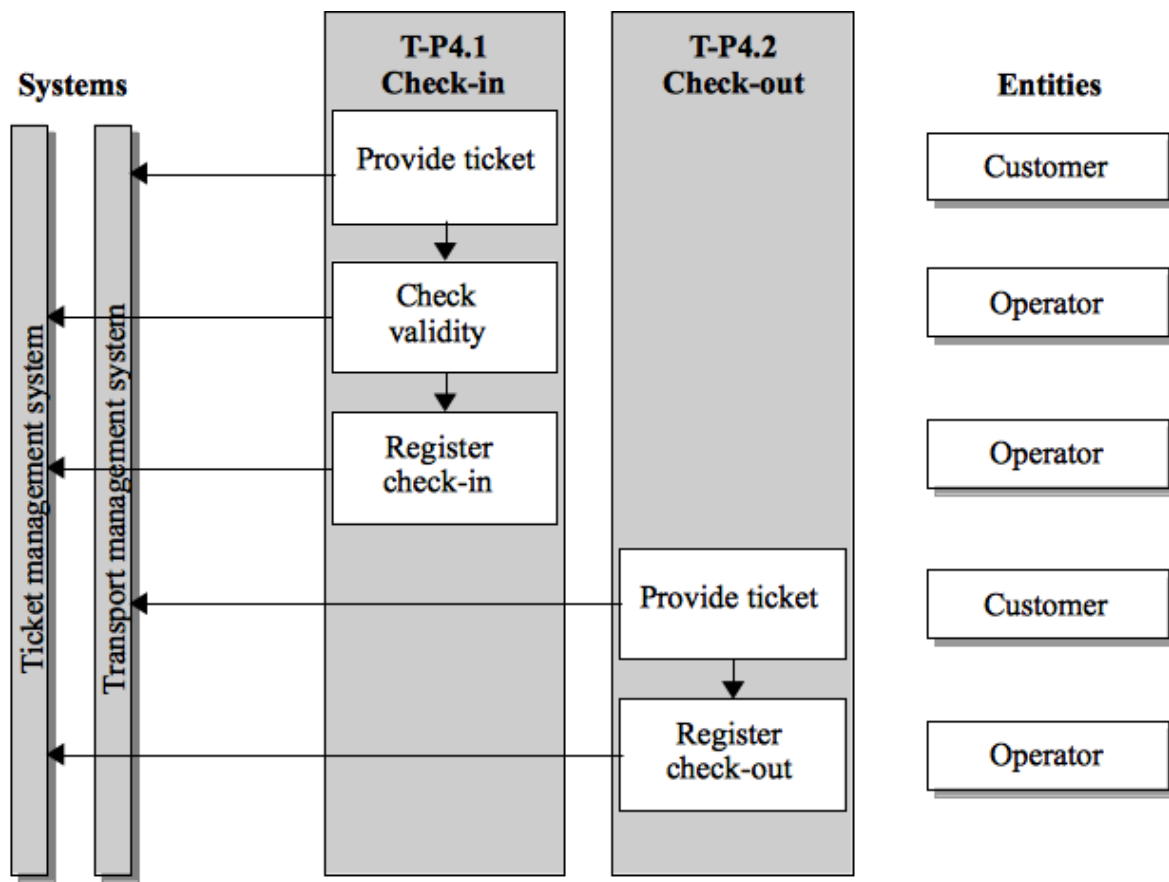 T-P4.1
Check-in
T-P4.2
Check-out
Systems
Entities
Provide ticket
Customer
Check
validity
Operator
Register
check-in
Operator
Provide ticket
Customer
Register
check-out
Operator
Ticket management system
Transport management system